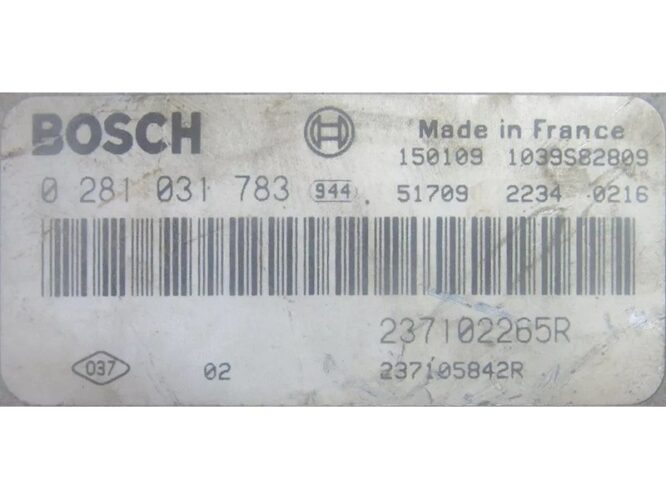 BOSCH
Made in France
150109 1039S82809
0 281 031 783 944 51709 2234 0216
237102265R
037 02 237105842R